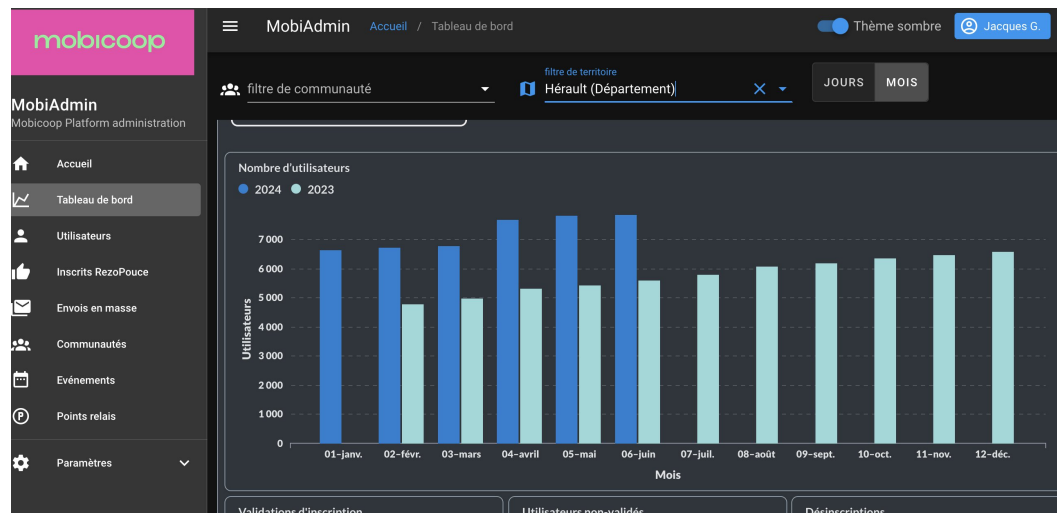 mobicoop
MobiAdmin
Mobicoop Platform administration
Accueil
Tableau de bord
Utilisateurs
Inscrits RezoPouce
Envois en masse
Communautés
Evénements
Points relais
Paramètres
MobiAdmin Accueil / Tableau de bord
Thème sombre
Jacques G.
filtre de communauté
filtre de territoire
Hérault (Département)
JOURS MOIS
Nombre d'utilisateurs
2024 2023
7 000
6 000
5 000
4 000
3 000
2 000
1 000
0
Utilisateurs
01-janv. 02-févr. 03-mars 04-avril 05-mai 06-juin 07-juil. 08-août 09-sept. 10-oct. 11-nov. 12-déc.
Mois
Validations d'inscription
Utilisateurs non-validés
Désinscriptions